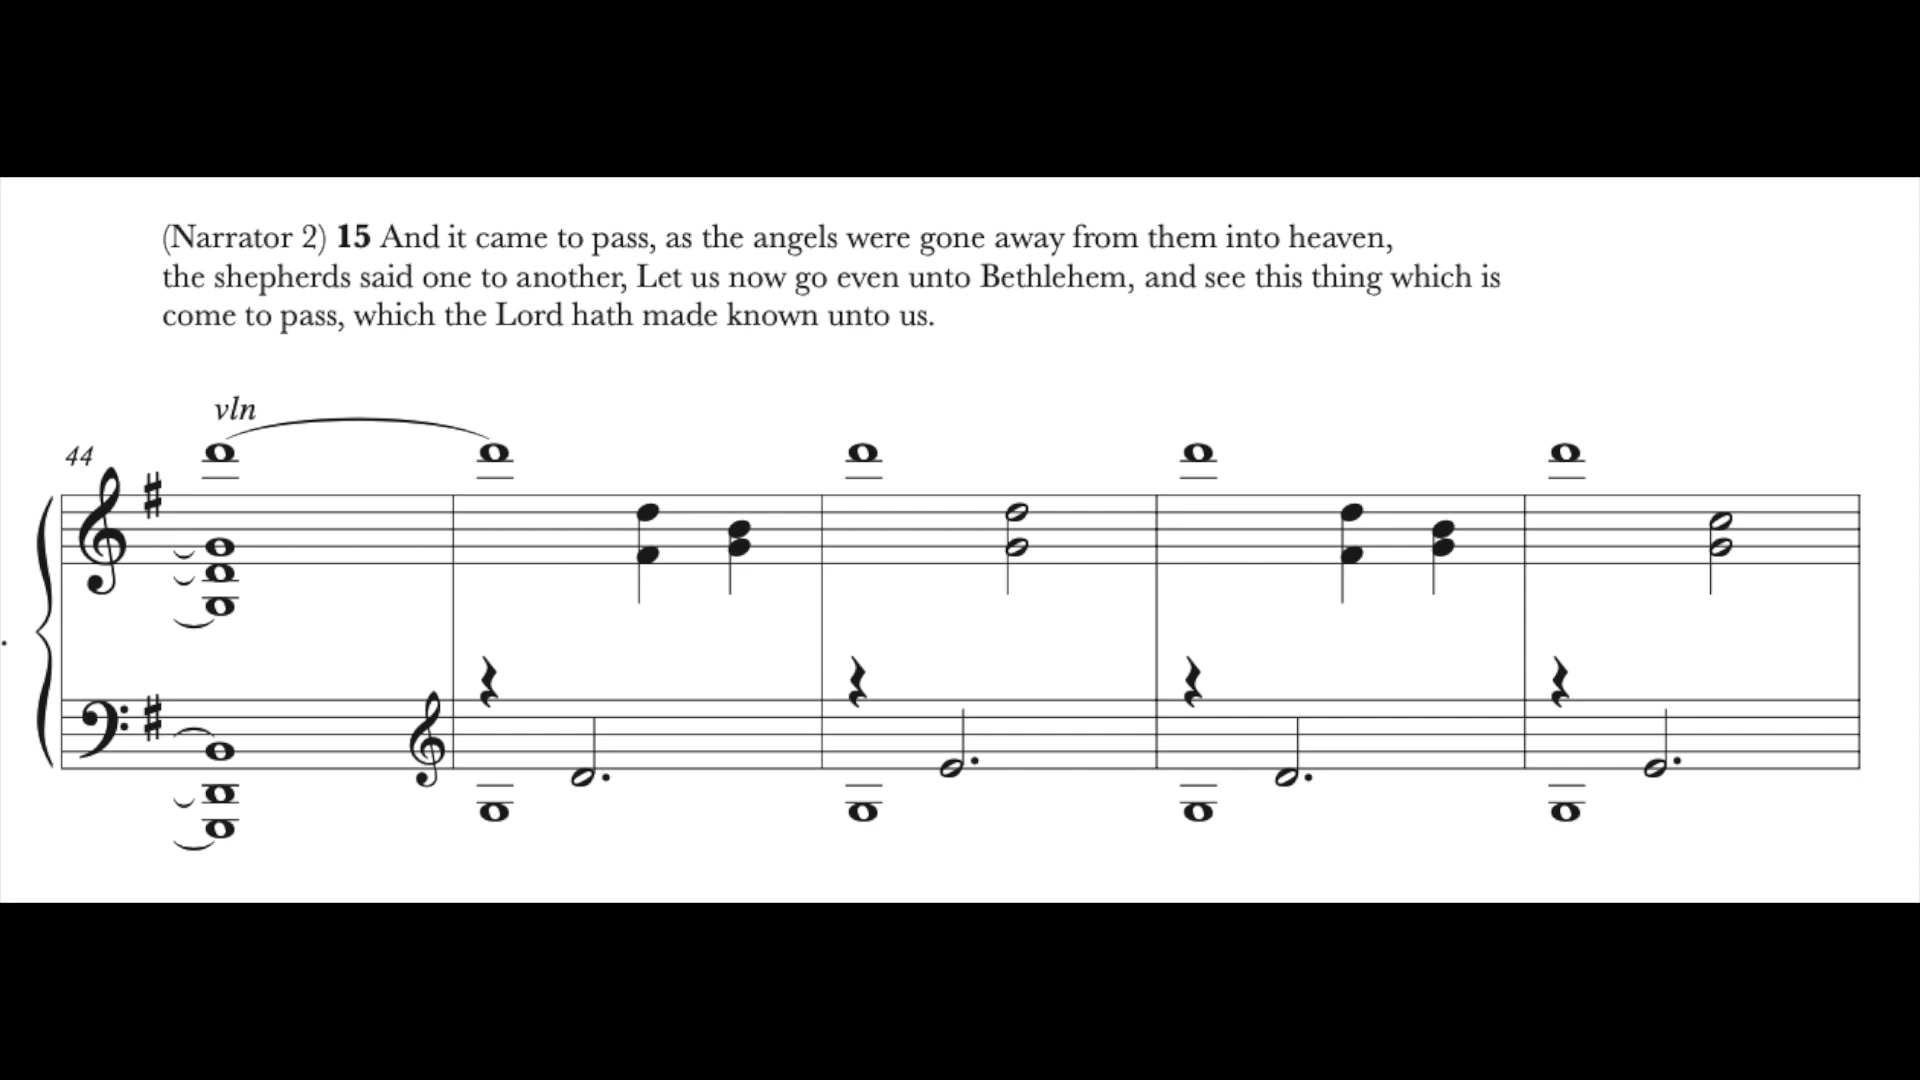 (Narrator 2) 15 And it came to pass, as the angels were gone away from them into heaven,
the shepherds said one to another, Let us now go even unto Bethlehem, and see this thing which is
come to pass, which the Lord hath made known unto us.
vln
44